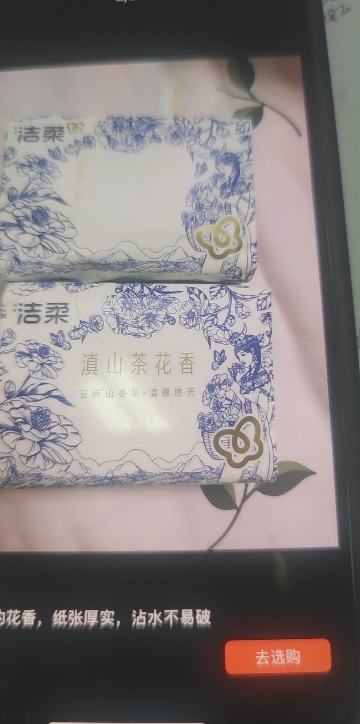 洁柔
洁柔
滇山茶花香
云南山茶花·清雅悠芳
的花香，纸张厚实，沾水不易破
去选购